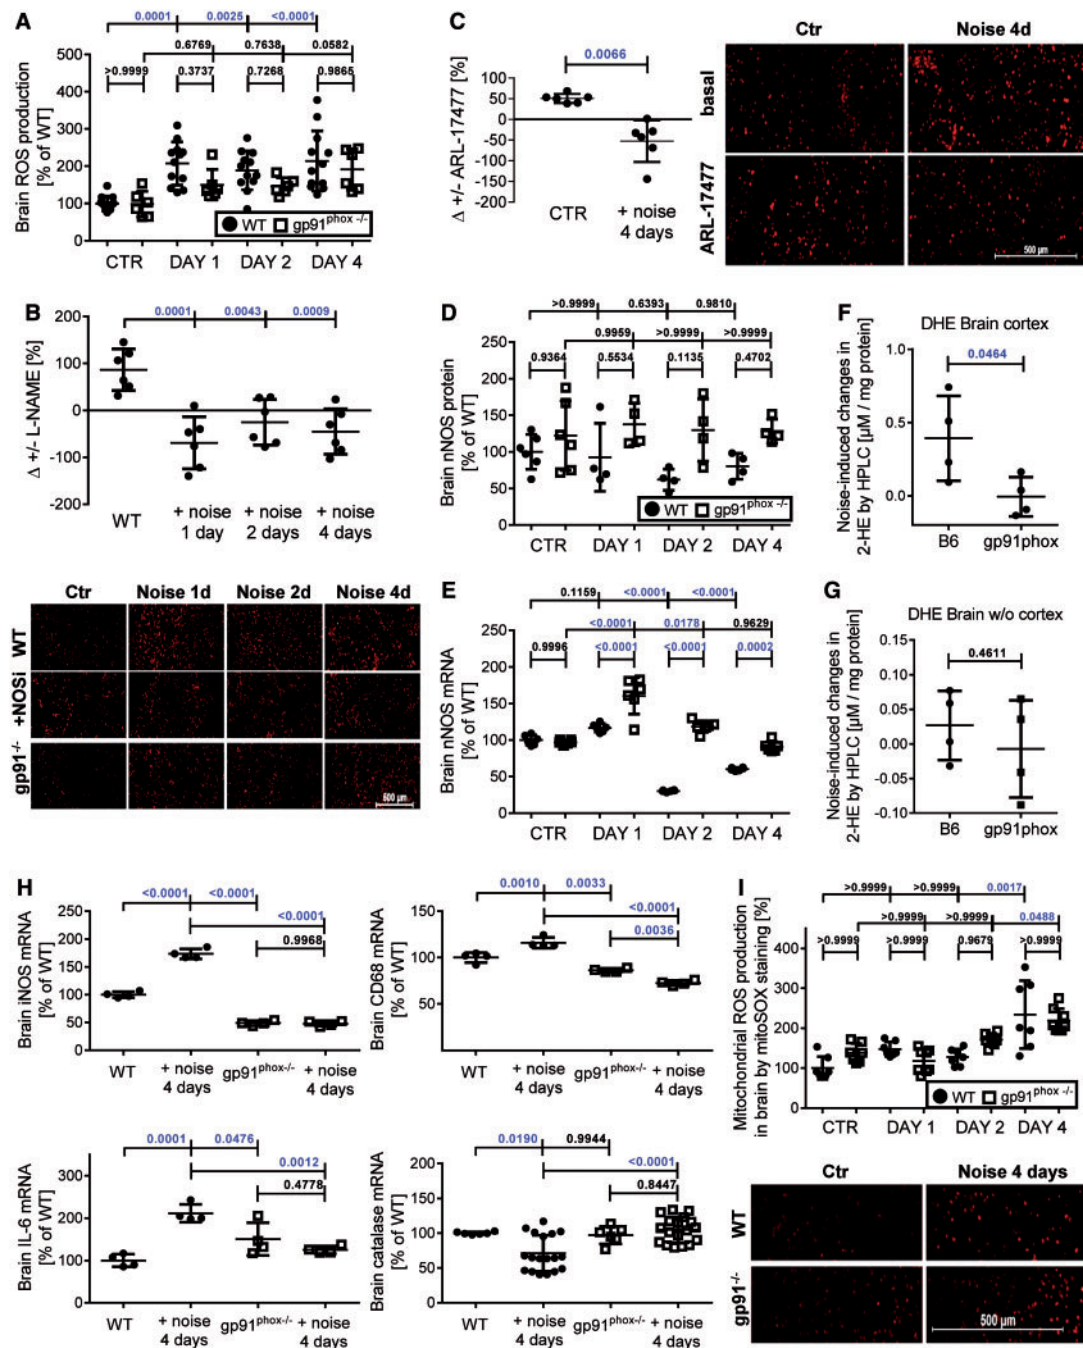 A
0.0001 0.0025 <0.0001
0.6769 0.7638 0.0582
>0.9999 0.3737 0.7268 0.9865
Brain ROS production
[% of WT]
500
400
300
200
100
0
WT gp91phox -/-
CTR DAY 1 DAY 2 DAY 4
C
0.0066
Δ +/- ARL-17477 [%]
100
50
0
-50
-100
-150
-200
CTR + noise
4 days
Ctr Noise 4d
basal
ARL-17477
500 µm
B
0.0001 0.0043 0.0009
Δ +/- L-NAME [%]
200
100
0
-100
-200
WT + noise + noise + noise
1 day 2 days 4 days
Ctr Noise 1d Noise 2d Noise 4d
WT
+NOSi
gp91-/-
500 µm
D
>0.9999 0.6393 0.9810
0.9959 >0.9999 >0.9999
0.9364 0.5534 0.1135 0.4702
Brain nNOS protein
[% of WT]
250
200
150
100
50
0
WT gp91phox -/-
CTR DAY 1 DAY 2 DAY 4
E
0.1159 <0.0001 <0.0001
<0.0001 0.0178 0.9629
0.9996 <0.0001 <0.0001 0.0002
Brain nNOS mRNA
[% of WT]
250
200
150
100
50
0
CTR DAY 1 DAY 2 DAY 4
F
DHE Brain cortex
0.0464
Noise-induced changes in
2-HE by HPLC [µM / mg protein]
1.0
0.5
0.0
B6 gp91phox
G
DHE Brain w/o cortex
0.4611
Noise-induced changes in
2-HE by HPLC [µM / mg protein]
0.15
0.10
0.05
0.00
-0.05
-0.10
B6 gp91phox
H
<0.0001 <0.0001
<0.0001
0.9968
Brain iNOS mRNA
[% of WT]
250
200
150
100
50
0
WT + noise gp91phox-/- + noise
4 days 4 days
0.0010 0.0033
<0.0001
0.0036
Brain CD68 mRNA
[% of WT]
150
100
50
WT + noise gp91phox-/- + noise
4 days 4 days
0.0001 0.0476
0.0012
0.4778
Brain IL-6 mRNA
[% of WT]
300
200
100
0
WT + noise gp91phox-/- + noise
4 days 4 days
0.0190 0.9944
<0.0001
0.8447
Brain catalase mRNA
[% of WT]
200
150
100
50
0
WT + noise gp91phox-/- + noise
4 days 4 days
I
>0.9999 >0.9999 0.0017
>0.9999 >0.9999 0.0488
>0.9999 >0.9999 0.9679 >0.9999
Mitochondrial ROS production
in brain by mitoSOX staining [%]
400
300
200
100
0
WT gp91phox -/-
CTR DAY 1 DAY 2 DAY 4
Ctr Noise 4 days
WT
gp91-/-
500 µm